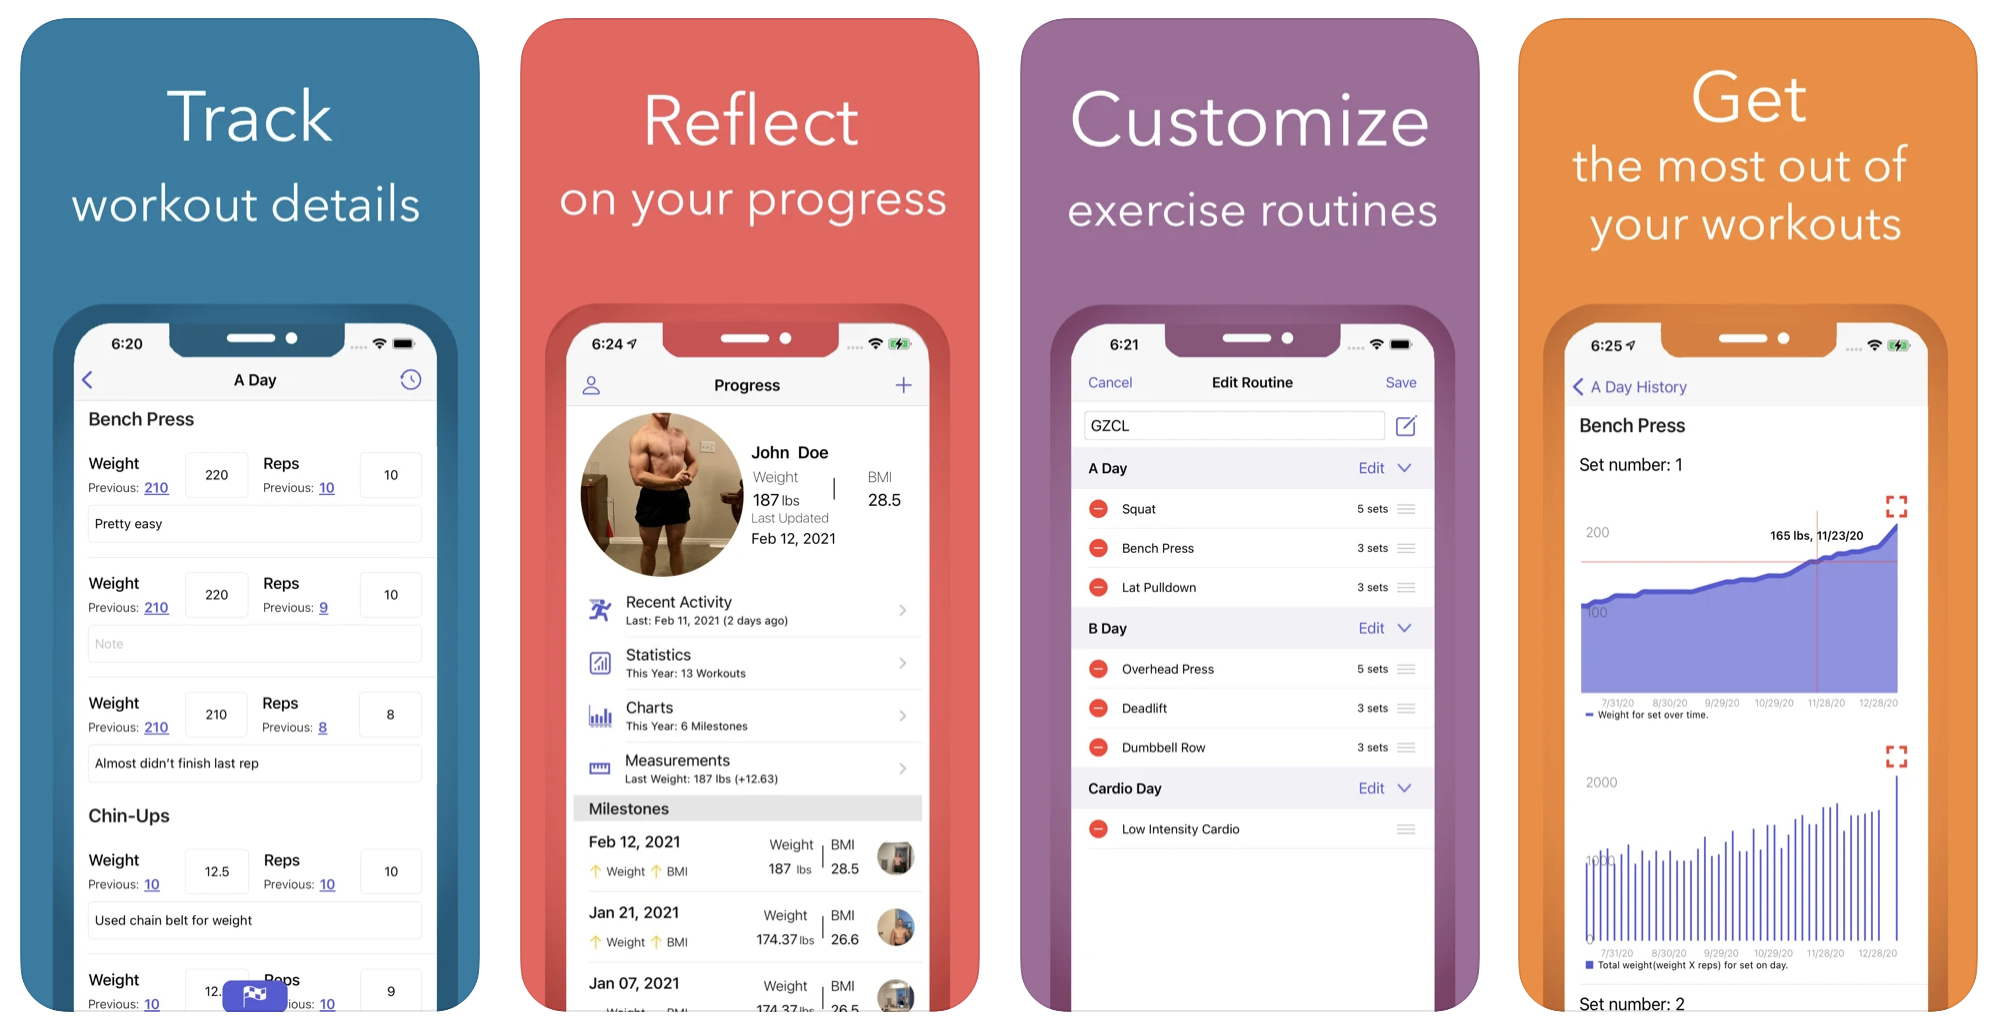 Track
workout details
6:20
A Day
Bench Press
Weight 220 Reps 10
Previous: 210 Previous: 10
Pretty easy
Weight 220 Reps 10
Previous: 210 Previous: 9
Note
Weight 210 Reps 8
Previous: 210 Previous: 8
Almost didn't finish last rep
Chin-Ups
Weight 12.5 Reps 10
Previous: 10 Previous: 10
Used chain belt for weight
Weight 12. Reps 9
Previous: 10 ious: 10
Reflect
on your progress
6:24
Progress
John Doe
Weight BMI
187 lbs 28.5
Last Updated
Feb 12, 2021
Recent Activity
Last: Feb 11, 2021 (2 days ago)
Statistics
This Year: 13 Workouts
Charts
This Year: 6 Milestones
Measurements
Last Weight: 187 lbs (+12.63)
Milestones
Feb 12, 2021 Weight BMI
Weight BMI 187 lbs 28.5
Jan 21, 2021 Weight BMI
Weight BMI 174.37 lbs 26.6
Jan 07, 2021 Weight BMI
Weight BMI 174.37 lbs 26.5
Customize
exercise routines
6:21
Cancel Edit Routine Save
GZCL
A Day Edit
Squat 5 sets
Bench Press 3 sets
Lat Pulldown 3 sets
B Day Edit
Overhead Press 5 sets
Deadlift 3 sets
Dumbbell Row 3 sets
Cardio Day Edit
Low Intensity Cardio
Get
the most out of
your workouts
6:25
A Day History
Bench Press
Set number: 1
200
165 lbs, 11/23/20
100
7/31/20 8/30/20 9/29/20 10/29/20 11/28/20 12/28/20
Weight for set over time.
2000
1000
0
7/31/20 8/30/20 9/29/20 10/29/20 11/28/20 12/28/20
Total weight(weight X reps) for set on day.
Set number: 2